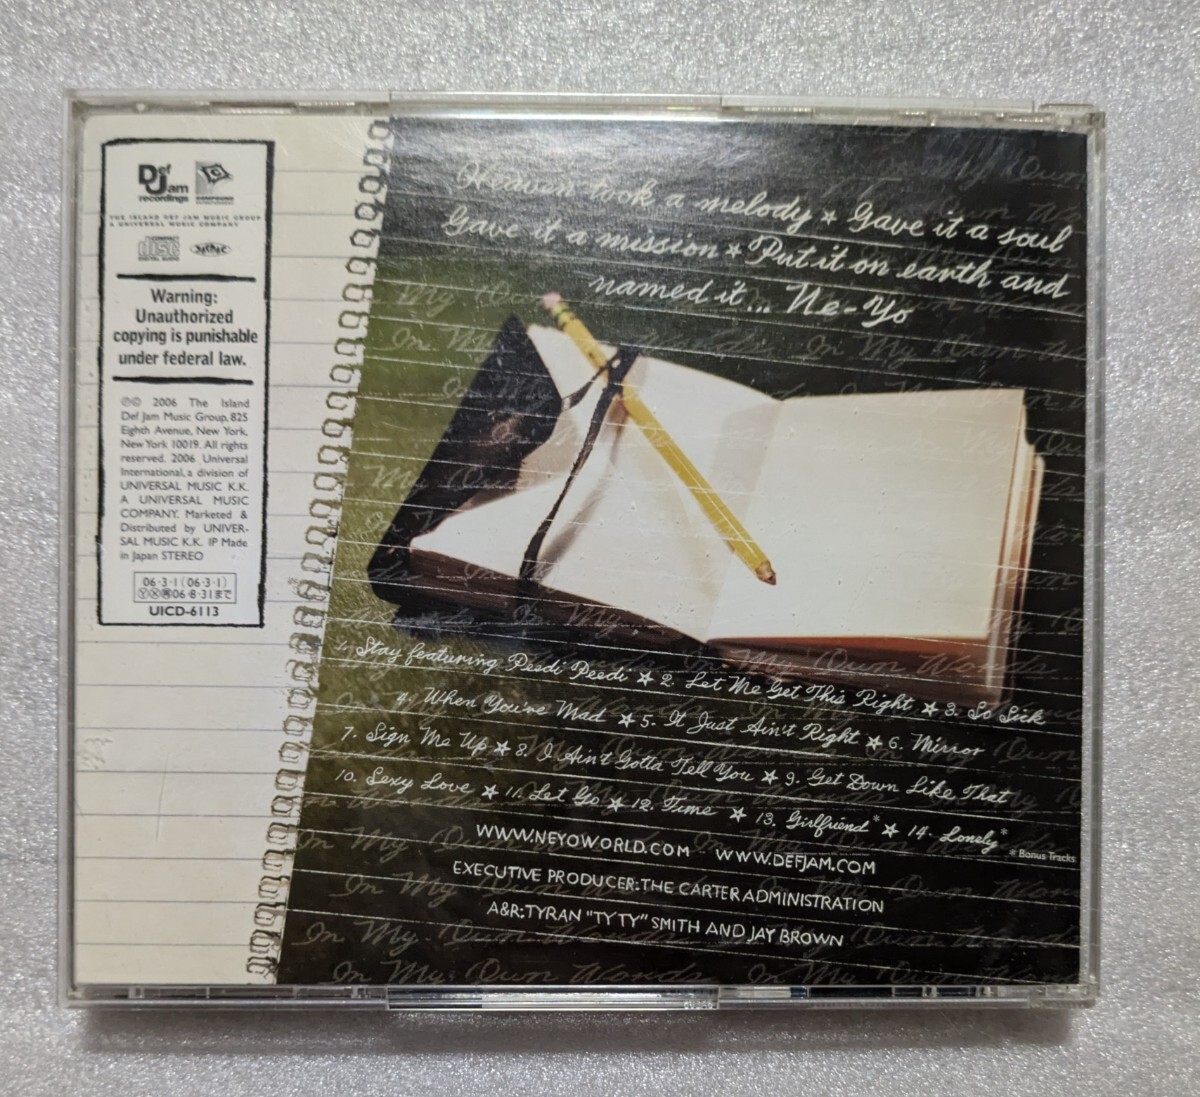 Def
Jam
recordings
THE ISLAND DEF JAM MUSIC GROUP
A UNIVERSAL MUSIC COMPANY
DIGITAL AUDIO
Warning:
Unauthorized
copying is punishable
under federal law.
℗© 2006 The Island
Def Jam Music Group, 825
Eighth Avenue, New York,
New York 10019. All rights
reserved. 2006 Universal
International, a division of
UNIVERSAL MUSIC K.K.
A UNIVERSAL MUSIC
COMPANY. Marketed &
Distributed by UNIVER-
SAL MUSIC K.K. IP Made
in Japan STEREO
06·3·1 (06·3·1)
06·8·31まで
UICD-6113
Heaven took a melody ★ Gave it a soul
Gave it a mission ★ Put it on earth and
named it... Ne-Yo
1. Stay featuring Peedi Peedi ★ 2. Let Me Get This Right ★ 3. So Sick
4. When You're Mad ★ 5. It Just Ain't Right ★ 6. Mirror
7. Sign Me Up ★ 8. I Ain't Gotta Tell You ★ 9. Get Down Like That
10. Sexy Love ★ 11. Let Go ★ 12. Time ★ 13. Girlfriend* ★ 14. Lonely*
* Bonus Tracks
WWW.NEYOWORLD.COM WWW.DEFJAM.COM
EXECUTIVE PRODUCER: THE CARTER ADMINISTRATION
A&R: TYRAN "TY TY" SMITH AND JAY BROWN
In My Own Words